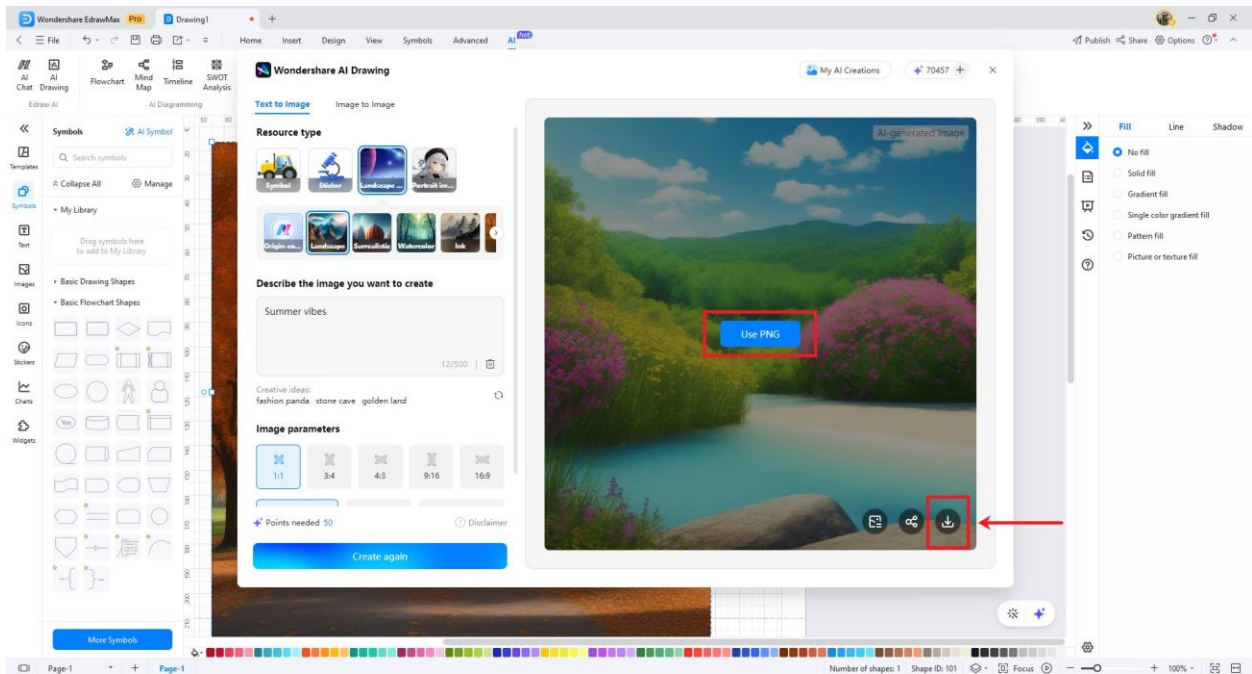 Wondershare EdrawMax Pro Drawing1
File Home Insert Design View Symbols Advanced AI hot Publish Share Options
AI Chat
AI Drawing
Flowchart
Mind Map
Timeline
SWOT Analysis
Edraw AI
AI Diagramming
Templates
Symbols
Text
Images
Icons
Stickers
Charts
Widgets
Symbols AI Symbol
Search symbols
Collapse All Manage
My Library
Drag symbols here
to add to My Library
Basic Drawing Shapes
Basic Flowchart Shapes
Yes
More Symbols
Wondershare AI Drawing
My AI Creations 70457 +
Text to Image Image to Image
Resource type
Symbol Sticker Landscape ... Portrait im...
Origin-co... Landscape Surrealistic Watercolor Ink
Describe the image you want to create
Summer vibes
12/500
Creative ideas:
fashion panda stone cave golden land
Image parameters
1:1 3:4 4:3 9:16 16:9
Points needed 50 Disclaimer
Create again
AI-generated Image
Use PNG
Fill Line Shadow
No fill
Solid fill
Gradient fill
Single color gradient fill
Pattern fill
Picture or texture fill
Page-1 + Page-1 Number of shapes: 1 Shape ID: 101 Focus 100%